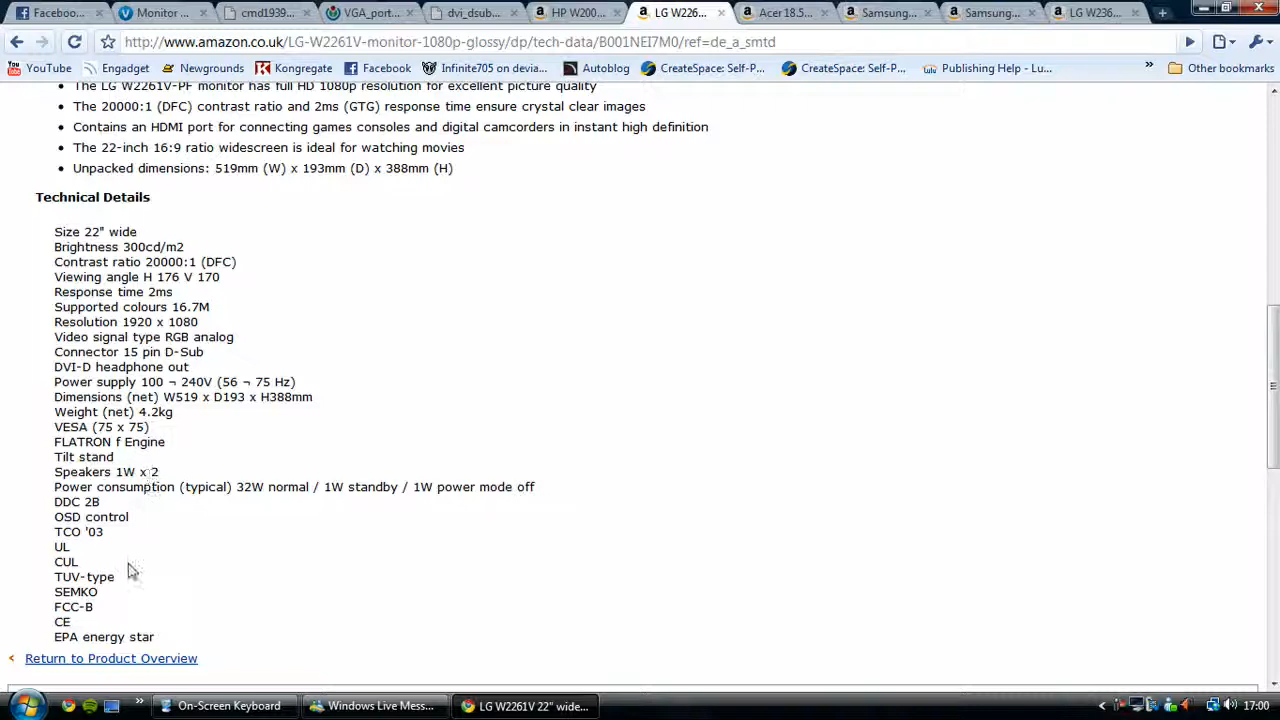 Faceboo...
Monitor ...
cmd1939...
VGA_port...
dvi_dsub...
HP W200...
LG W226...
Acer 18.5...
Samsung...
Samsung...
LG W236...
http://www.amazon.co.uk/LG-W2261V-monitor-1080p-glossy/dp/tech-data/B001NEI7M0/ref=de_a_smtd
YouTube
Engadget
Newgrounds
Kongregate
Facebook
Infinite705 on devia...
Autoblog
CreateSpace: Self-P...
CreateSpace: Self-P...
Publishing Help - Lu...
»
Other bookmarks
The LG W2261V-PF monitor has full HD 1080p resolution for excellent picture quality
The 20000:1 (DFC) contrast ratio and 2ms (GTG) response time ensure crystal clear images
Contains an HDMI port for connecting games consoles and digital camcorders in instant high definition
The 22-inch 16:9 ratio widescreen is ideal for watching movies
Unpacked dimensions: 519mm (W) x 193mm (D) x 388mm (H)
Technical Details
Size 22" wide
Brightness 300cd/m2
Contrast ratio 20000:1 (DFC)
Viewing angle H 176 V 170
Response time 2ms
Supported colours 16.7M
Resolution 1920 x 1080
Video signal type RGB analog
Connector 15 pin D-Sub
DVI-D headphone out
Power supply 100 ¬ 240V (56 ¬ 75 Hz)
Dimensions (net) W519 x D193 x H388mm
Weight (net) 4.2kg
VESA (75 x 75)
FLATRON f Engine
Tilt stand
Speakers 1W x 2
Power consumption (typical) 32W normal / 1W standby / 1W power mode off
DDC 2B
OSD control
TCO '03
UL
CUL
TUV-type
SEMKO
FCC-B
CE
EPA energy star
Return to Product Overview
»
On-Screen Keyboard
Windows Live Mess...
LG W2261V 22" wide...
17:00